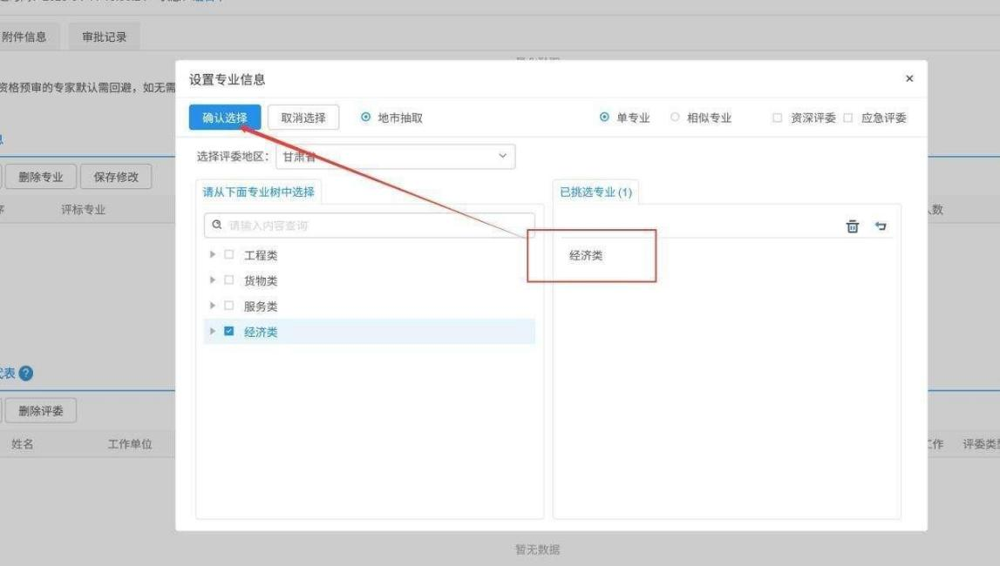 附件信息 审批记录
资格预审的专家默认需回避，如无需
设置专业信息 ×
确认选择 取消选择 地市抽取 单专业 相似专业 资深评委 应急评委
选择评委地区： 甘肃省
删除专业 保存修改
请从下面专业树中选择 已挑选专业 (1)
序 评标专业 人数
请输入内容查询
工程类 经济类
货物类
服务类
经济类
代表 ?
删除评委
姓名 工作单位 工作 评委类型
暂无数据